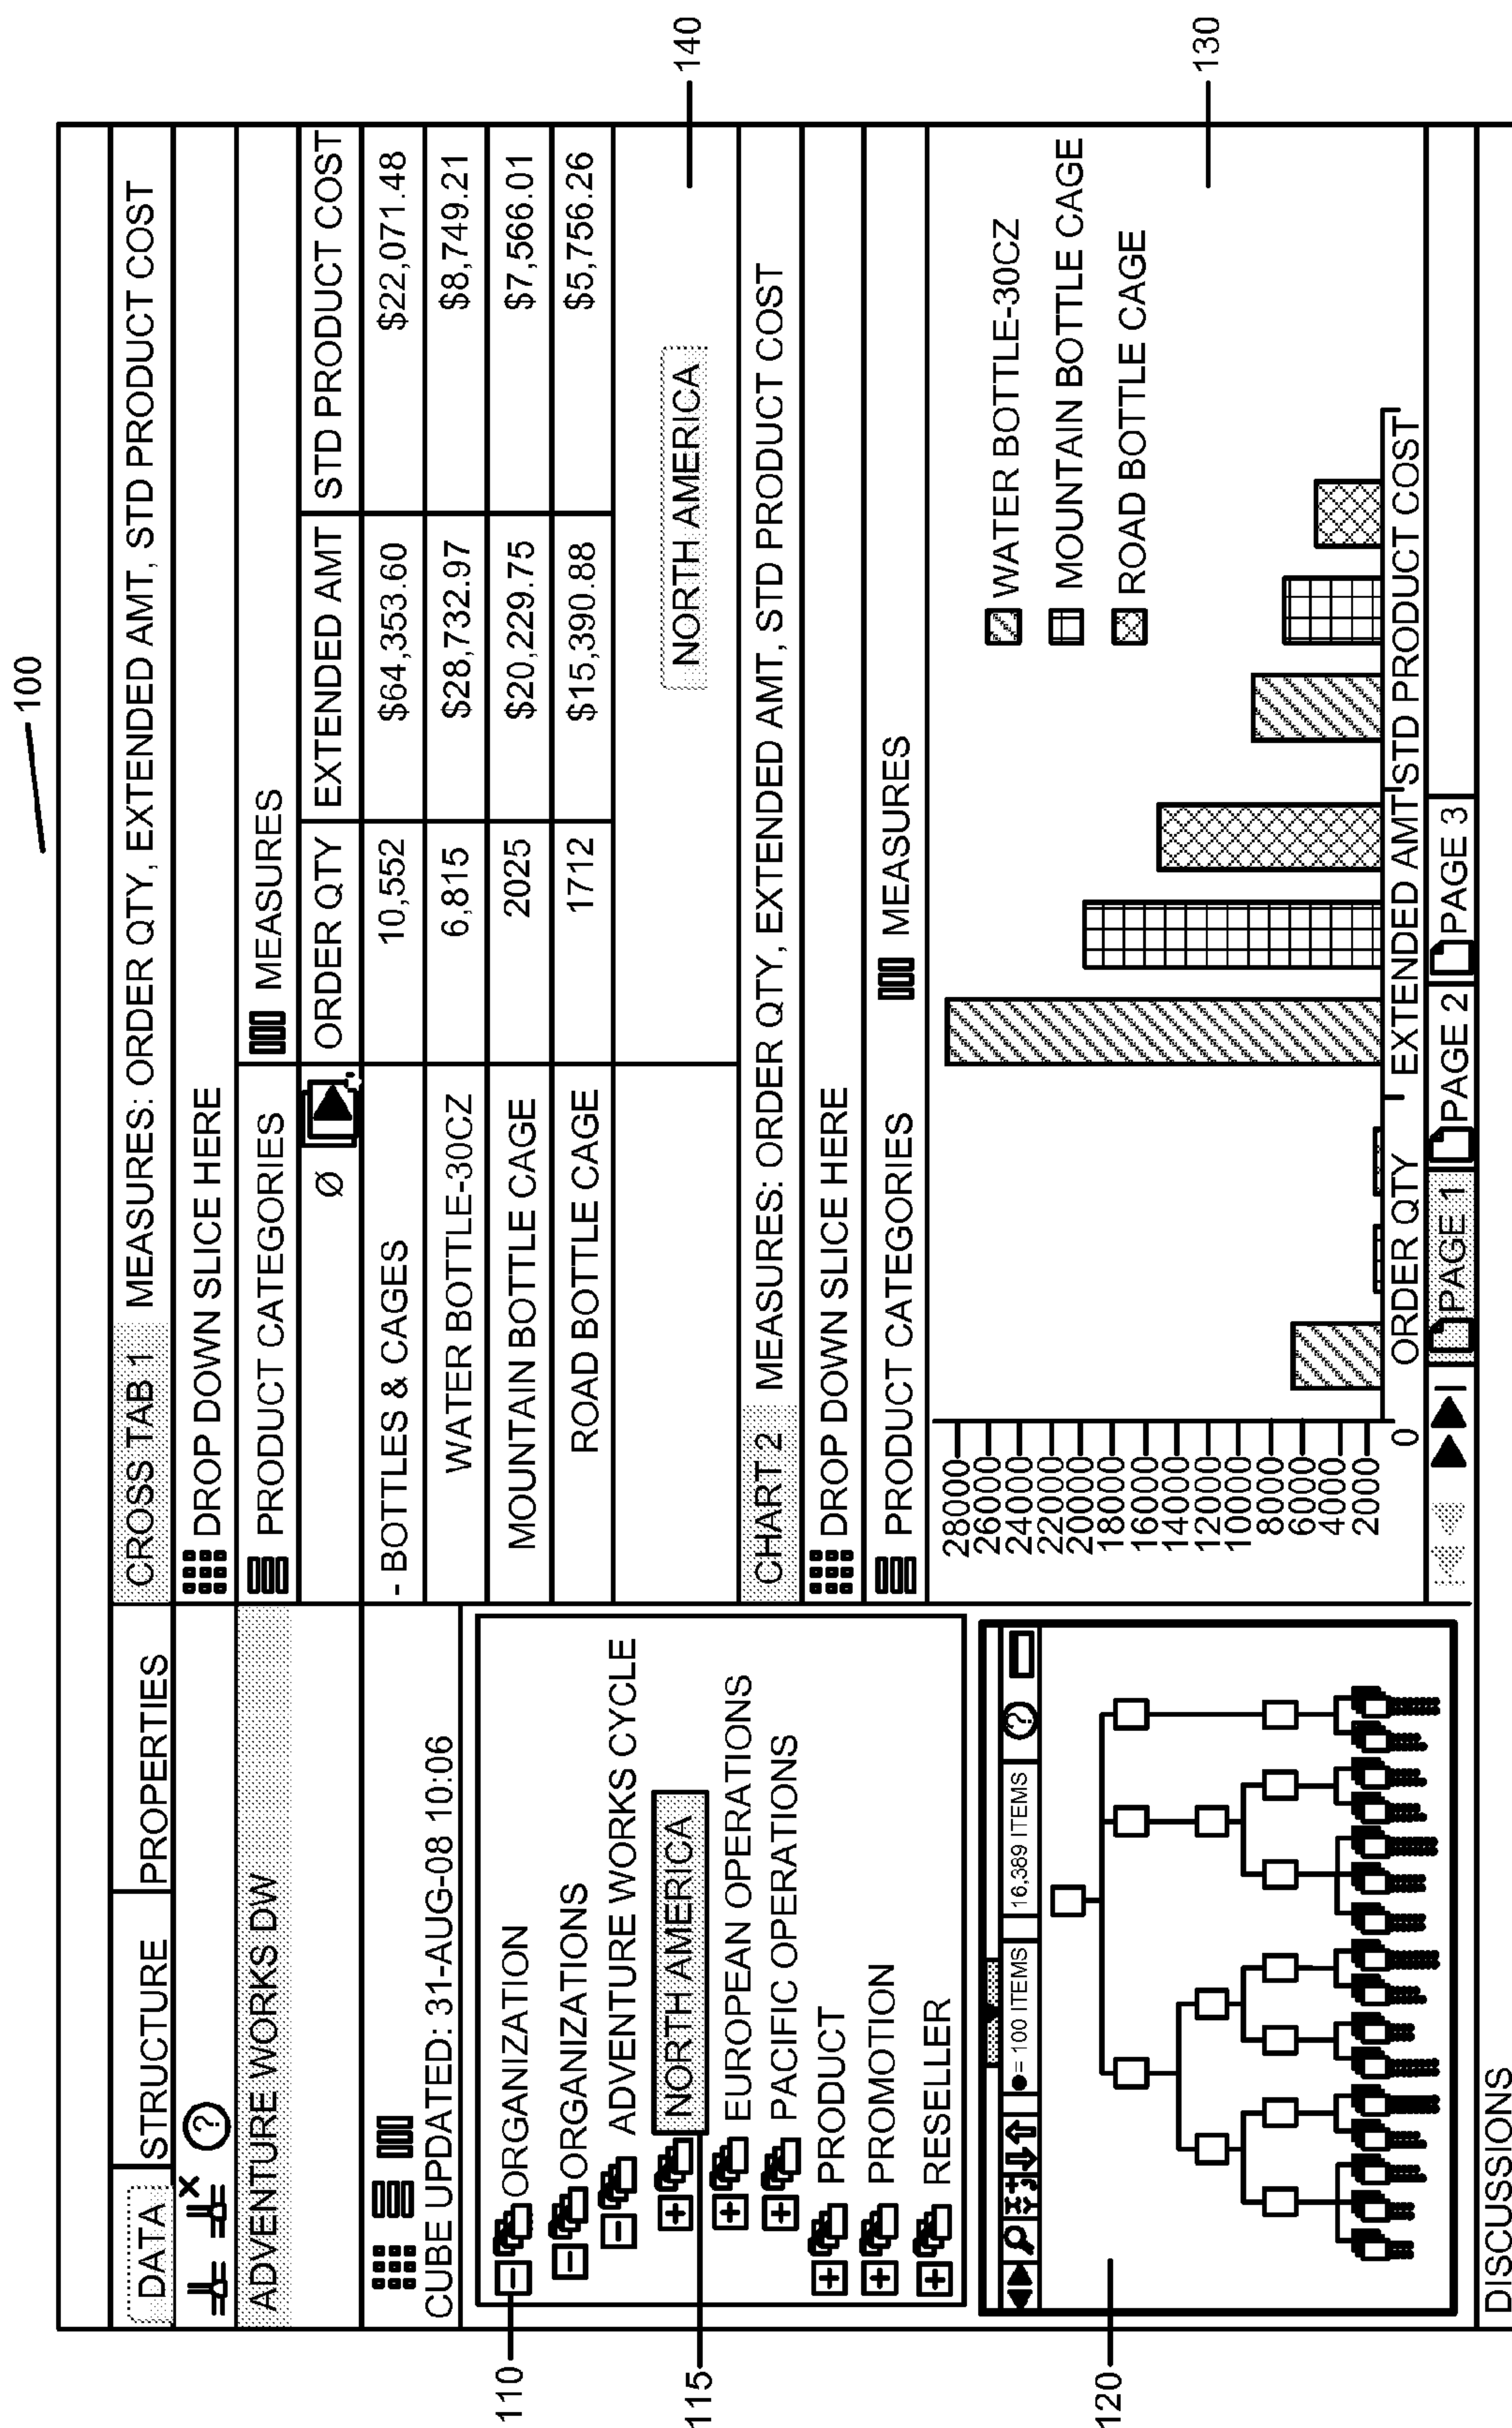 100
DATA
STRUCTURE
PROPERTIES
ADVENTURE WORKS DW
CUBE UPDATED: 31-AUG-08 10:06
110
ORGANIZATION
ORGANIZATIONS
ADVENTURE WORKS CYCLE
115
NORTH AMERICA
EUROPEAN OPERATIONS
PACIFIC OPERATIONS
PRODUCT
PROMOTION
RESELLER
= 100 ITEMS
16,389 ITEMS
120
CROSS TAB 1 MEASURES: ORDER QTY, EXTENDED AMT, STD PRODUCT COST
DROP DOWN SLICE HERE
PRODUCT CATEGORIES MEASURES
Ø ORDER QTY EXTENDED AMT STD PRODUCT COST
- BOTTLES & CAGES 10,552 $64,353.60 $22,071.48
WATER BOTTLE-30CZ 6,815 $28,732.97 $8,749.21
MOUNTAIN BOTTLE CAGE 2025 $20,229.75 $7,566.01
ROAD BOTTLE CAGE 1712 $15,390.88 $5,756.26
NORTH AMERICA
140
CHART 2 MEASURES: ORDER QTY, EXTENDED AMT, STD PRODUCT COST
DROP DOWN SLICE HERE
PRODUCT CATEGORIES MEASURES
28000
26000
24000
22000
20000
18000
16000
14000
12000
10000
8000
6000
4000
2000
0
WATER BOTTLE-30CZ
MOUNTAIN BOTTLE CAGE
ROAD BOTTLE CAGE
130
ORDER QTY EXTENDED AMT STD PRODUCT COST
PAGE 1 PAGE 2 PAGE 3
DISCUSSIONS